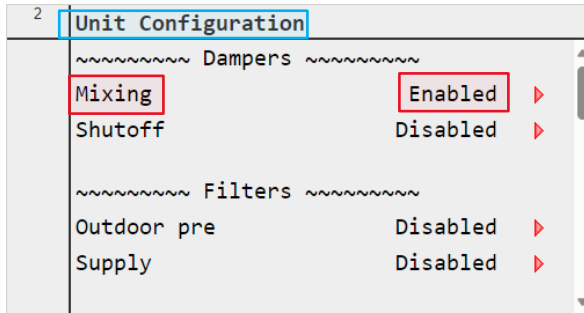 2
Unit Configuration
~~~~~~~~~ Dampers ~~~~~~~~~
Mixing Enabled
Shutoff Disabled
~~~~~~~~~ Filters ~~~~~~~~~
Outdoor pre Disabled
Supply Disabled